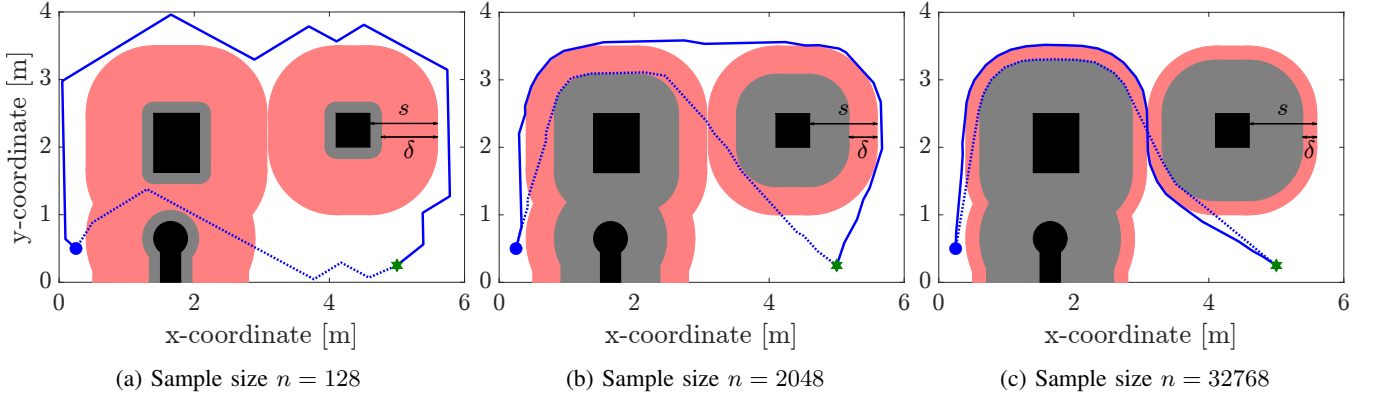 4
3
2
1
0
y-coordinate [m]
s
δ
0 2 4 6
x-coordinate [m]
(a) Sample size n = 128
4
3
2
1
0
s
δ
0 2 4 6
x-coordinate [m]
(b) Sample size n = 2048
4
3
2
1
0
s
δ
0 2 4 6
x-coordinate [m]
(c) Sample size n = 32768